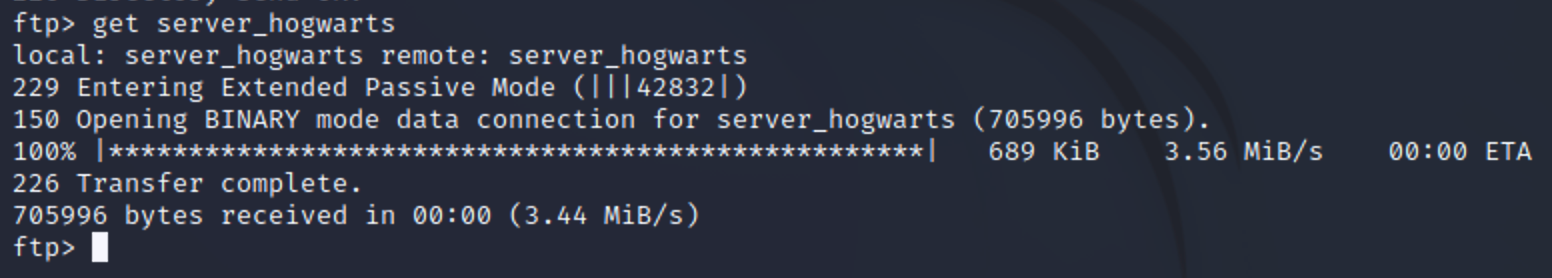 ftp> get server_hogwarts
local: server_hogwarts remote: server_hogwarts
229 Entering Extended Passive Mode (|||42832|)
150 Opening BINARY mode data connection for server_hogwarts (705996 bytes).
100% |***************************************************| 689 KiB 3.56 MiB/s 00:00 ETA
226 Transfer complete.
705996 bytes received in 00:00 (3.44 MiB/s)
ftp>